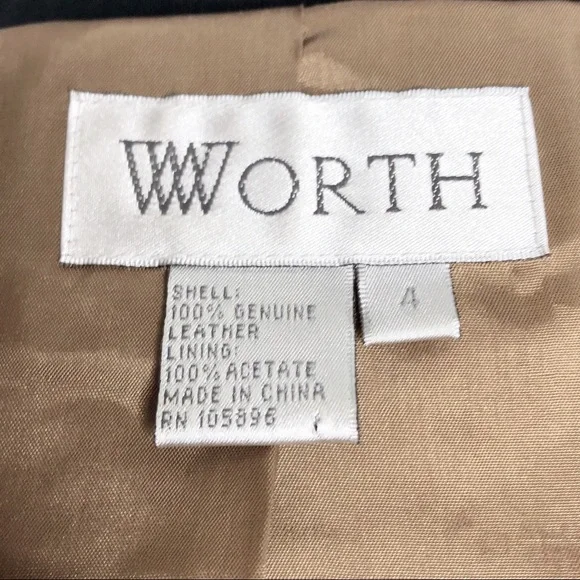 WORTH
4
SHELL:
100% GENUINE
LEATHER
LINING:
100% ACETATE
MADE IN CHINA
RN 105896